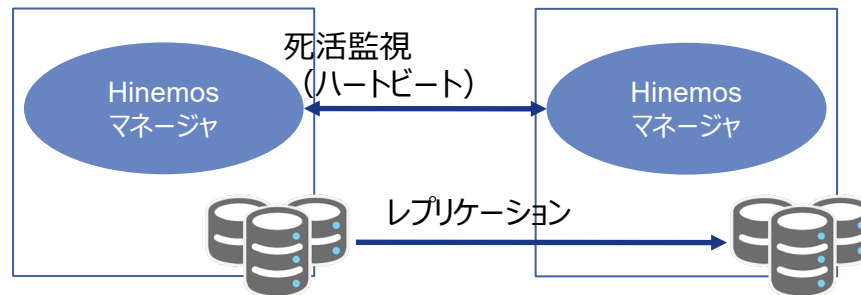 死活監視
（ハートビート）
Hinemos
マネージャ
Hinemos
マネージャ
レプリケーション